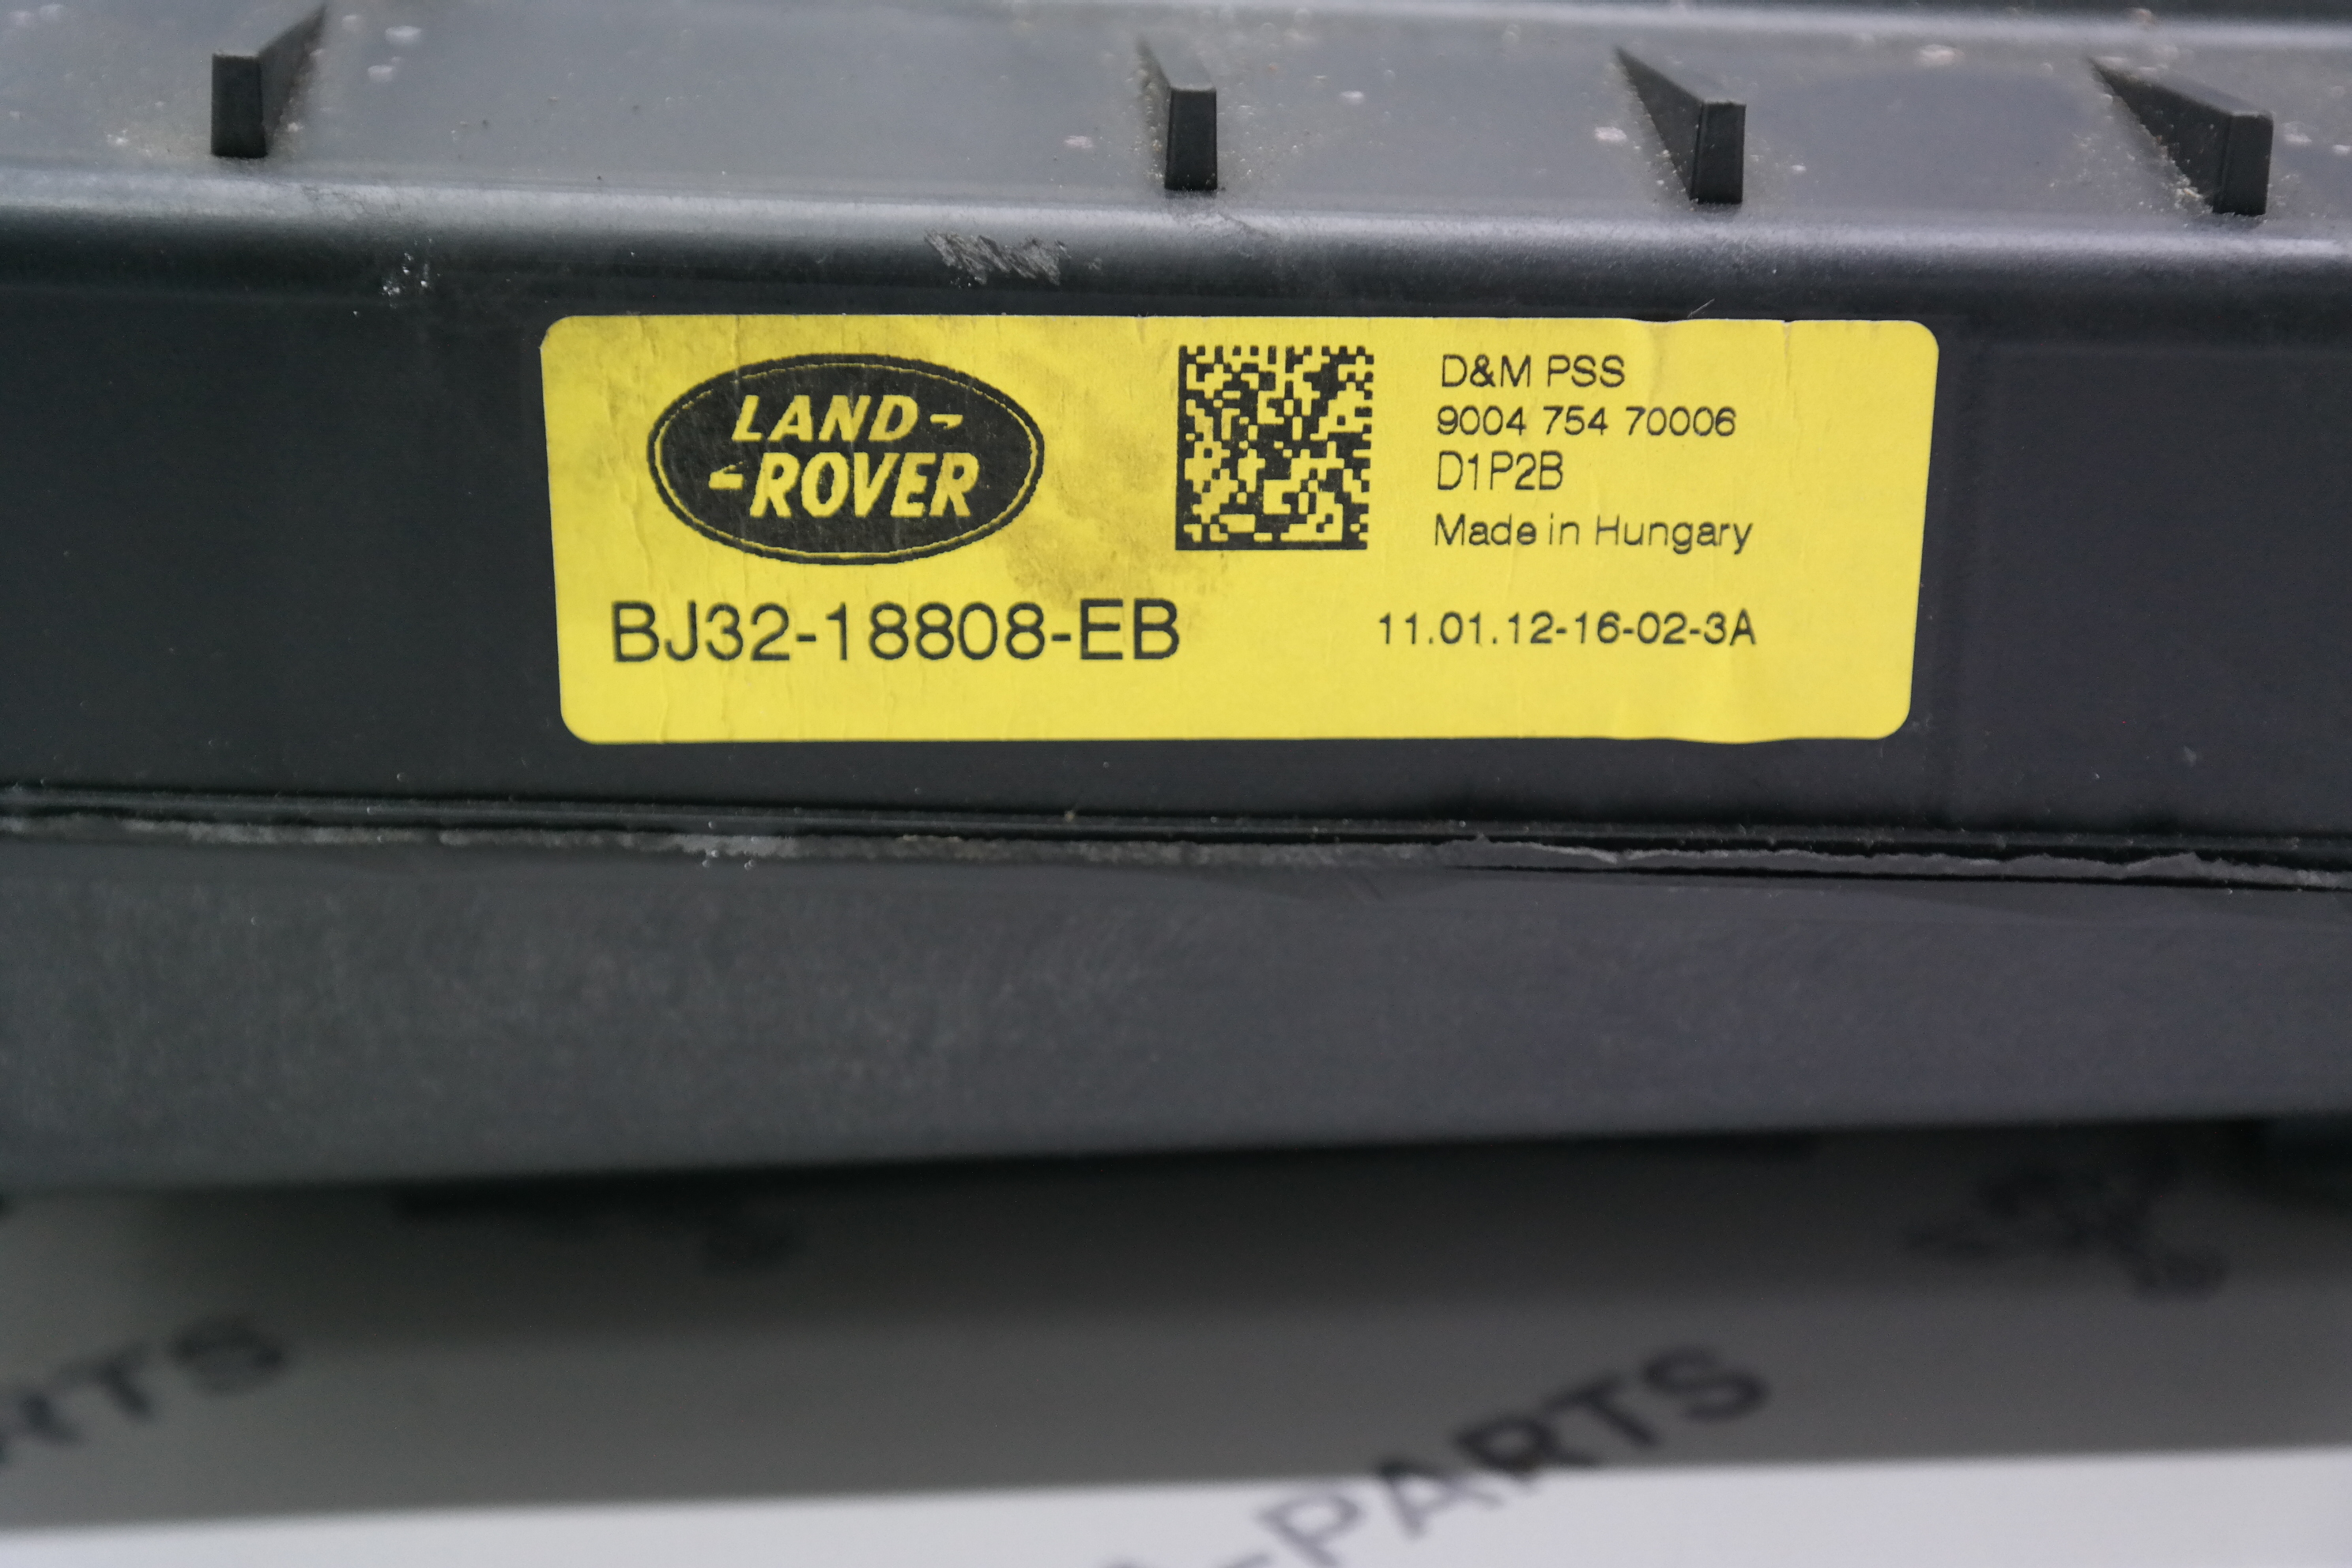 LAND-
-ROVER
D&M PSS
9004 754 70006
D1P2B
Made in Hungary
BJ32-18808-EB
11.01.12-16-02-3A
-PARTS